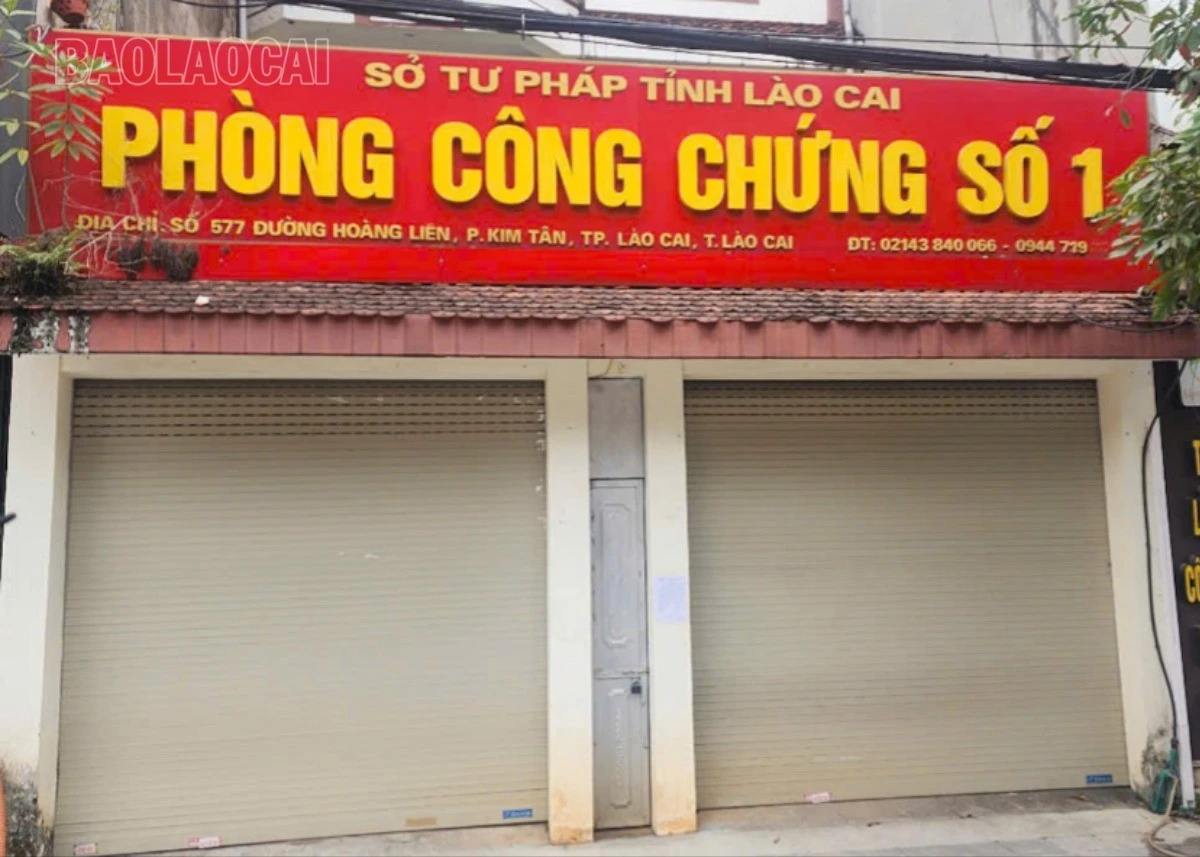 BAOLAOCAI
SỞ TƯ PHÁP TỈNH LÀO CAI
PHÒNG CÔNG CHỨNG SỐ 1
ĐỊA CHỈ: SỐ 577 ĐƯỜNG HOÀNG LIÊN, P.KIM TÂN, TP. LÀO CAI, T.LÀO CAI
ĐT: 02143 840 066 - 0944 719